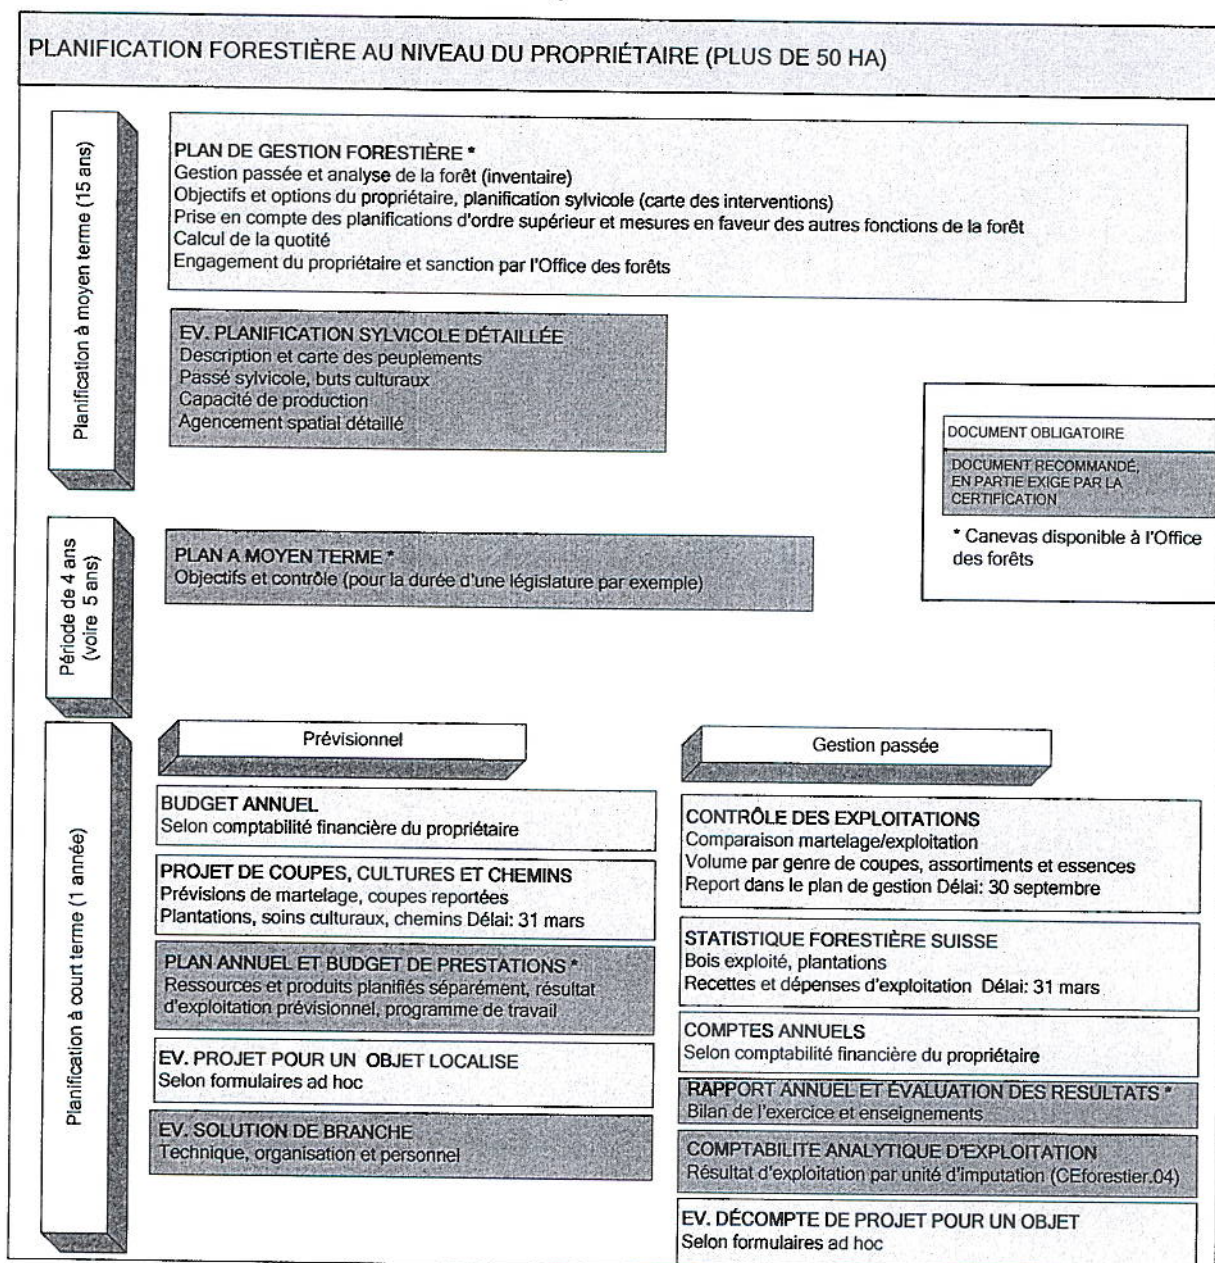 PLANIFICATION FORESTIÈRE AU NIVEAU DU PROPRIÉTAIRE (PLUS DE 50 HA)
Planification à moyen terme (15 ans)
PLAN DE GESTION FORESTIÈRE *
Gestion passée et analyse de la forêt (inventaire)
Objectifs et options du propriétaire, planification sylvicole (carte des interventions)
Prise en compte des planifications d'ordre supérieur et mesures en faveur des autres fonctions de la forêt
Calcul de la quotité
Engagement du propriétaire et sanction par l'Office des forêts
EV. PLANIFICATION SYLVICOLE DÉTAILLÉE
Description et carte des peuplements
Passé sylvicole, buts culturaux
Capacité de production
Agencement spatial détaillé
DOCUMENT OBLIGATOIRE
DOCUMENT RECOMMANDÉ,
EN PARTIE EXIGE PAR LA
CERTIFICATION
* Canevas disponible à l'Office
des forêts
Période de 4 ans
(voire 5 ans)
PLAN A MOYEN TERME *
Objectifs et contrôle (pour la durée d'une législature par exemple)
Planification à court terme (1 année)
Prévisionnel
BUDGET ANNUEL
Selon comptabilité financière du propriétaire
PROJET DE COUPES, CULTURES ET CHEMINS
Prévisions de martelage, coupes reportées
Plantations, soins culturaux, chemins Délai: 31 mars
PLAN ANNUEL ET BUDGET DE PRESTATIONS *
Ressources et produits planifiés séparément, résultat
d'exploitation prévisionnel, programme de travail
EV. PROJET POUR UN OBJET LOCALISE
Selon formulaires ad hoc
EV. SOLUTION DE BRANCHE
Technique, organisation et personnel
Gestion passée
CONTRÔLE DES EXPLOITATIONS
Comparaison martelage/exploitation
Volume par genre de coupes, assortiments et essences
Report dans le plan de gestion Délai: 30 septembre
STATISTIQUE FORESTIÈRE SUISSE
Bois exploité, plantations
Recettes et dépenses d'exploitation Délai: 31 mars
COMPTES ANNUELS
Selon comptabilité financière du propriétaire
RAPPORT ANNUEL ET ÉVALUATION DES RESULTATS *
Bilan de l'exercice et enseignements
COMPTABILITE ANALYTIQUE D'EXPLOITATION
Résultat d'exploitation par unité d'imputation (CEforestier.04)
EV. DÉCOMPTE DE PROJET POUR UN OBJET
Selon formulaires ad hoc